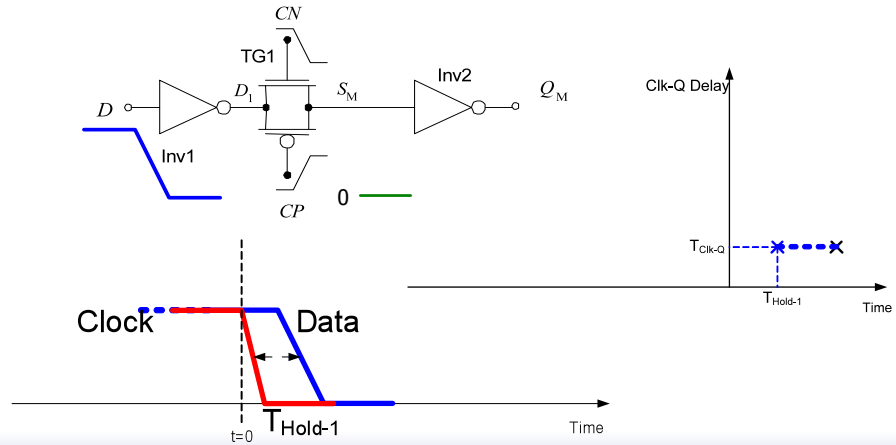 CN
TG1
Inv2
D
D1
SM
QM
Inv1
CP
0
Clk-Q Delay
TClk-Q
THold-1
Time
Clock
Data
THold-1
t=0
Time